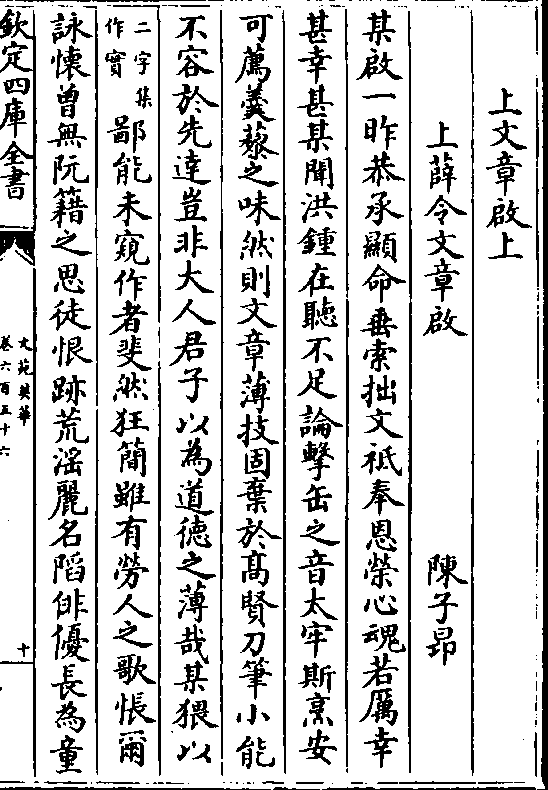 上文章啟上
上薛令文章啟　陳子昂
某啟一昨恭承顯命垂索拙文祗奉恩榮心魂若厲幸
甚幸甚某聞洪鍾在聽不足論擊缶之音太牢斯烹安
可薦羹藜之味然則文章薄技固棄於高賢刀筆小能
不容於先達豈非大人君子以為道德之薄哉某猥以
二字集
作實
鄙能未窺作者斐然狂簡雖有勞人之歌悵爾
詠懷曾無阮籍之思徒恨跡荒淫麗名陷俳優長為童
欽定四庫全書
文苑英華
卷六百五十六
十